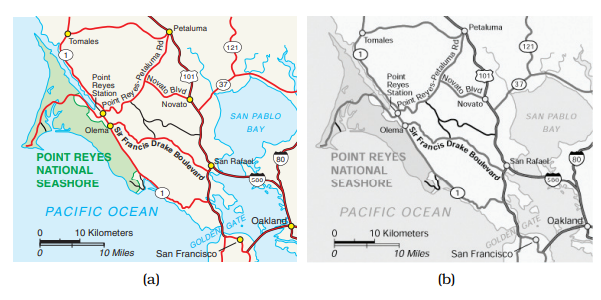 Petaluma
Tomales
121
1
Point Reyes-Petaluma Rd
101
37
Point
Reyes
Station
Novato Blvd
Novato
SAN PABLO
BAY
Olema
Sir Francis Drake Boulevard
POINT REYES
NATIONAL
SEASHORE
San Rafael
80
580
1
PACIFIC OCEAN
GOLDEN GATE
Oakland
0 10 Kilometers
0 10 Miles
San Francisco
(a)
Petaluma
Tomales
121
1
Point Reyes-Petaluma Rd
101
37
Point
Reyes
Station
Novato Blvd
Novato
SAN PABLO
BAY
Olema
Sir Francis Drake Boulevard
POINT REYES
NATIONAL
SEASHORE
San Rafael
80
580
1
PACIFIC OCEAN
GOLDEN GATE
Oakland
0 10 Kilometers
0 10 Miles
San Francisco
(b)